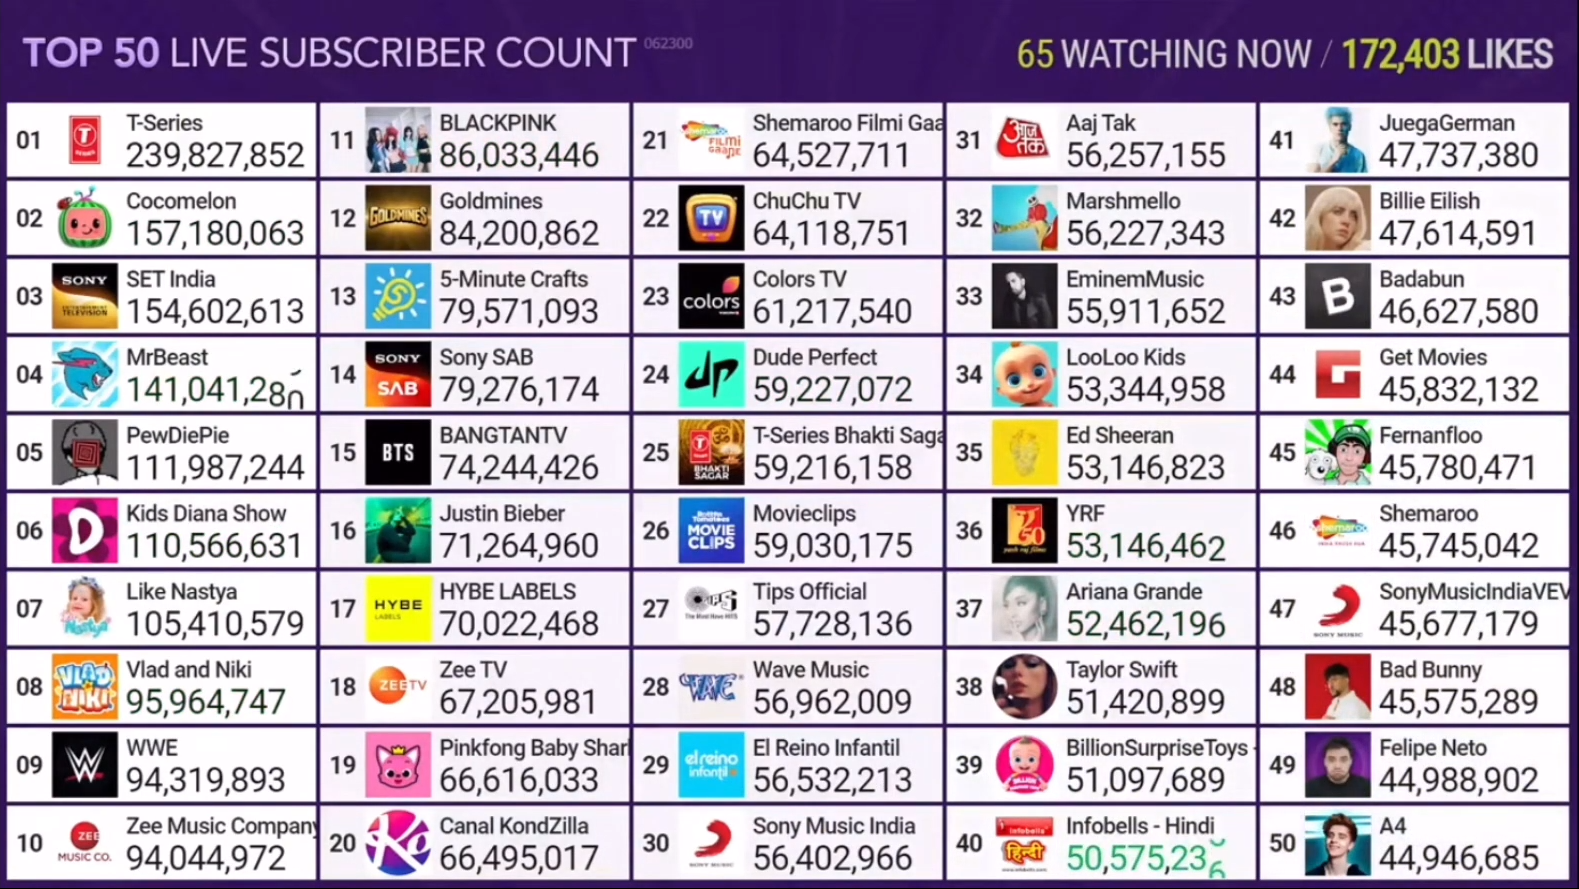 TOP 50 LIVE SUBSCRIBER COUNT 062300
65 WATCHING NOW / 172,403 LIKES
01 T-Series
239,827,852
02 Cocomelon
157,180,063
03 SET India
154,602,613
04 MrBeast
141,041,280
05 PewDiePie
111,987,244
06 Kids Diana Show
110,566,631
07 Like Nastya
105,410,579
08 Vlad and Niki
95,964,747
09 WWE
94,319,893
10 Zee Music Company
94,044,972
11 BLACKPINK
86,033,446
12 Goldmines
84,200,862
13 5-Minute Crafts
79,571,093
14 Sony SAB
79,276,174
15 BANGTANTV
74,244,426
16 Justin Bieber
71,264,960
17 HYBE LABELS
70,022,468
18 Zee TV
67,205,981
19 Pinkfong Baby Shar
66,616,033
20 Canal KondZilla
66,495,017
21 Shemaroo Filmi Gaa
64,527,711
22 ChuChu TV
64,118,751
23 Colors TV
61,217,540
24 Dude Perfect
59,227,072
25 T-Series Bhakti Saga
59,216,158
26 Movieclips
59,030,175
27 Tips Official
57,728,136
28 Wave Music
56,962,009
29 El Reino Infantil
56,532,213
30 Sony Music India
56,402,966
31 Aaj Tak
56,257,155
32 Marshmello
56,227,343
33 EminemMusic
55,911,652
34 LooLoo Kids
53,344,958
35 Ed Sheeran
53,146,823
36 YRF
53,146,462
37 Ariana Grande
52,462,196
38 Taylor Swift
51,420,899
39 BillionSurpriseToys -
51,097,689
40 Infobells - Hindi
50,575,236
41 JuegaGerman
47,737,380
42 Billie Eilish
47,614,591
43 Badabun
46,627,580
44 Get Movies
45,832,132
45 Fernanfloo
45,780,471
46 Shemaroo
45,745,042
47 SonyMusicIndiaVEV
45,677,179
48 Bad Bunny
45,575,289
49 Felipe Neto
44,988,902
50 A4
44,946,685